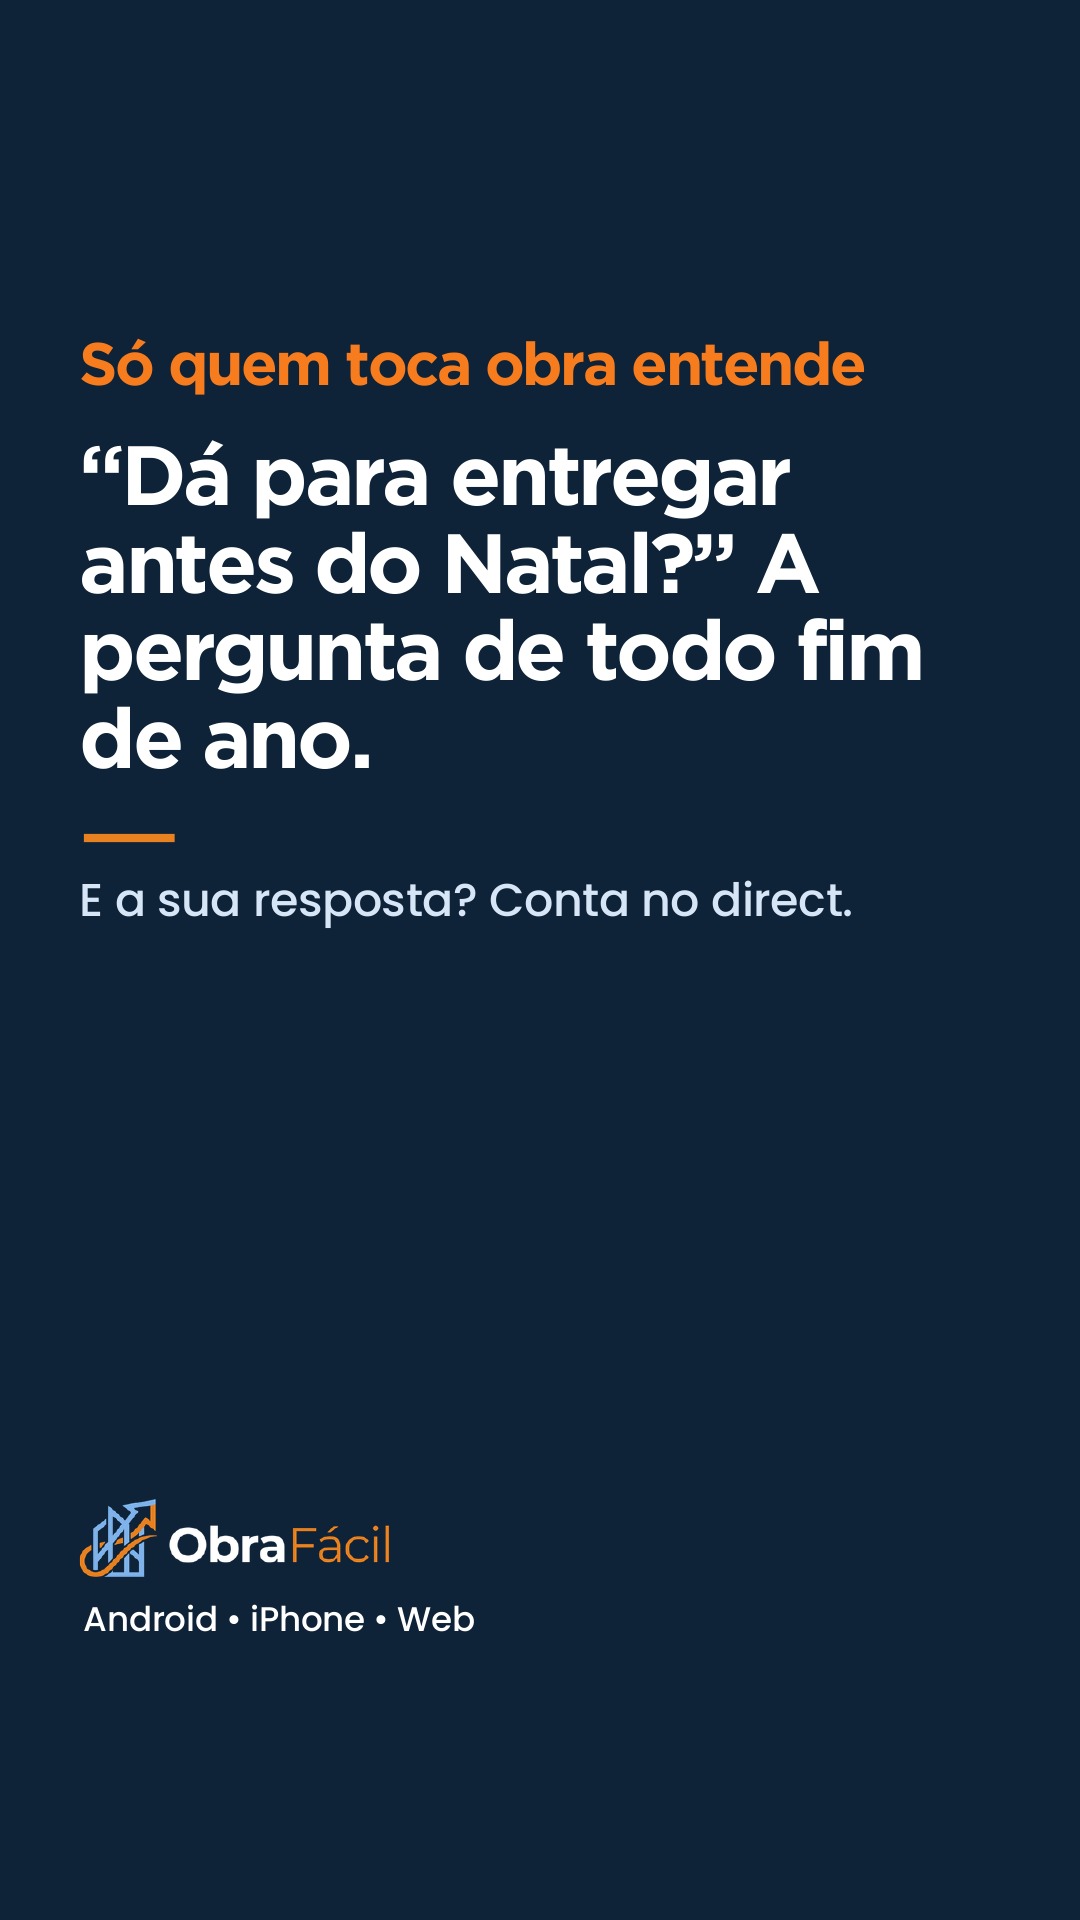 Só quem toca obra entende
“Dá para entregar
antes do Natal?” A
pergunta de todo fim
de ano.
E a sua resposta? Conta no direct.
ObraFácil
Android • iPhone • Web